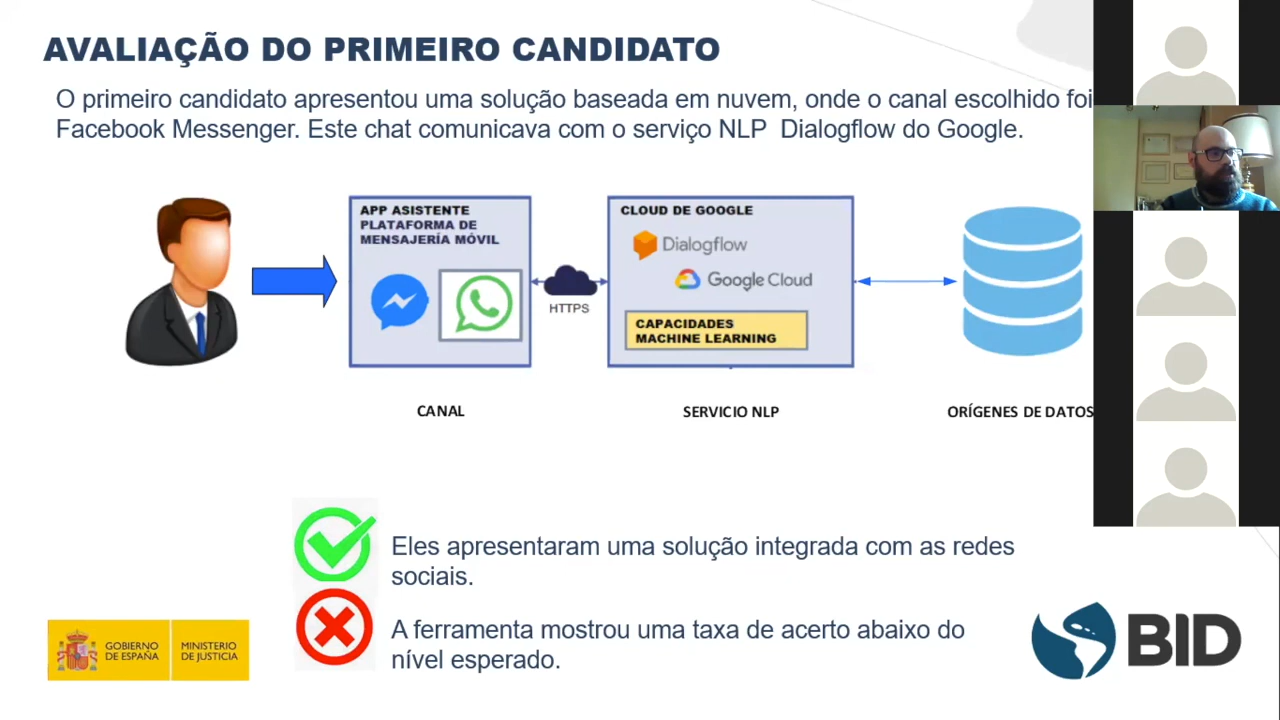 AVALIAÇÃO DO PRIMEIRO CANDIDATO
O primeiro candidato apresentou uma solução baseada em nuvem, onde o canal escolhido foi
Facebook Messenger. Este chat comunicava com o serviço NLP Dialogflow do Google.
APP ASISTENTE
PLATAFORMA DE
MENSAJERÍA MÓVIL
HTTPS
CLOUD DE GOOGLE
Dialogflow
Google Cloud
CAPACIDADES
MACHINE LEARNING
CANAL
SERVICIO NLP
ORÍGENES DE DATOS
Eles apresentaram uma solução integrada com as redes
sociais.
A ferramenta mostrou uma taxa de acerto abaixo do
nível esperado.
GOBIERNO
DE ESPAÑA
MINISTERIO
DE JUSTICIA
BID